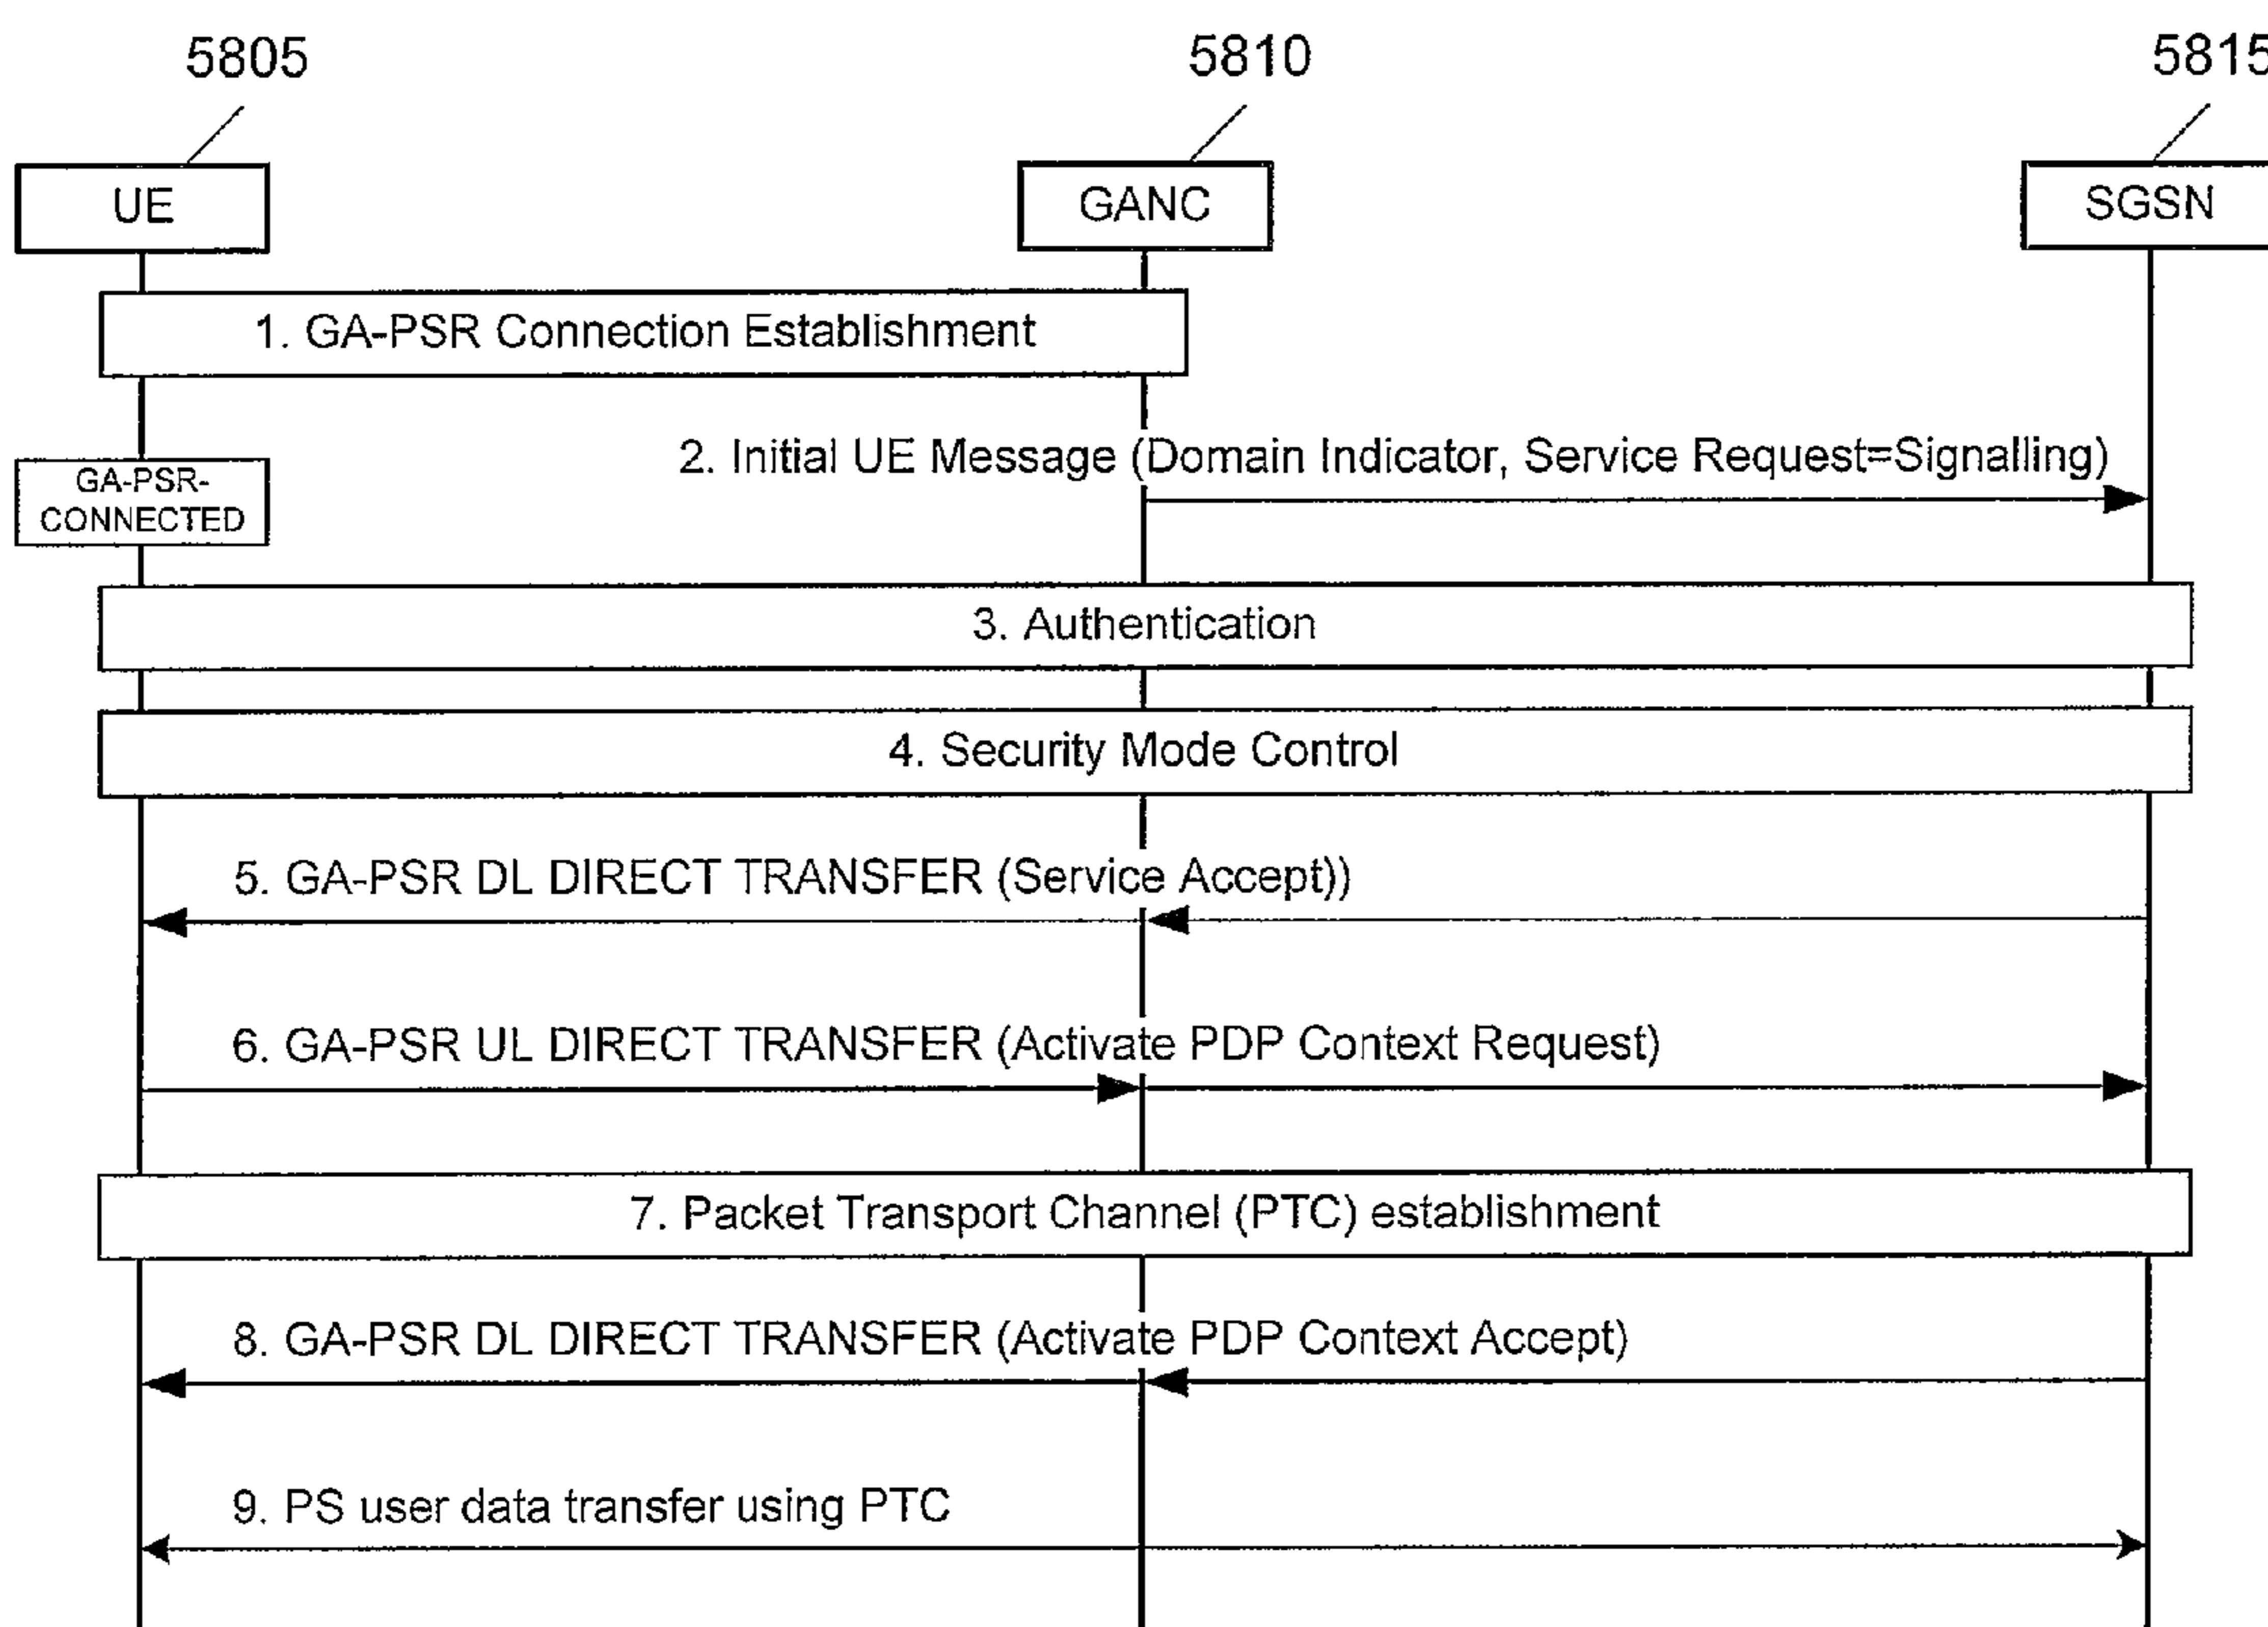 5805
5810
5815
UE
GANC
SGSN
1. GA-PSR Connection Establishment
2. Initial UE Message (Domain Indicator, Service Request=Signalling)
GA-PSR-
CONNECTED
3. Authentication
4. Security Mode Control
5. GA-PSR DL DIRECT TRANSFER (Service Accept))
6. GA-PSR UL DIRECT TRANSFER (Activate PDP Context Request)
7. Packet Transport Channel (PTC) establishment
8. GA-PSR DL DIRECT TRANSFER (Activate PDP Context Accept)
9. PS user data transfer using PTC